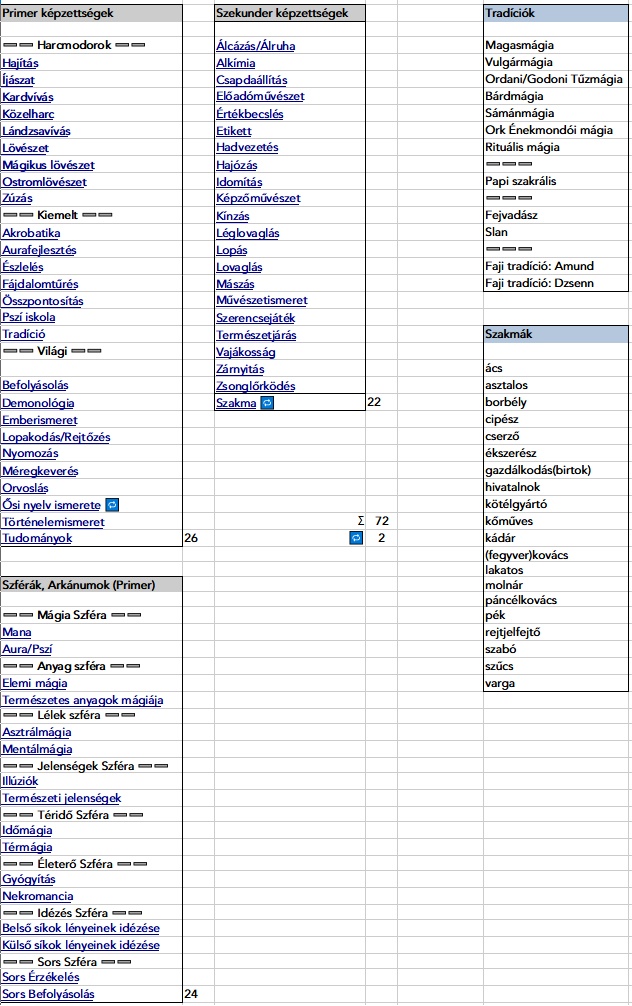 Primer képzettségek
Harcmodorok
Hajítás
Íjászat
Kardvívás
Közelharc
Lándzsavívás
Lövészet
Mágikus lövészet
Ostromlövészet
Zúzás
Kiemelt
Akrobatika
Aurafejlesztés
Észlelés
Fájdalomtűrés
Összpontosítás
Pszí iskola
Tradíció
Világi
Befolyásolás
Demonológia
Emberismeret
Lopakodás/Rejtőzés
Nyomozás
Méregkeverés
Orvoslás
Ősi nyelv ismerete
Történelemismeret
Tudományok 26
Szférák, Arkánumok (Primer)
Mágia Szféra
Mana
Aura/Pszí
Anyag szféra
Elemi mágia
Természetes anyagok mágiája
Lélek szféra
Asztrálmágia
Mentálmágia
Jelenségek Szféra
Illúziók
Természeti jelenségek
Téridő Szféra
Időmágia
Térmágia
Életerő Szféra
Gyógyítás
Nekromancia
Idézés Szféra
Belső síkok lényeinek idézése
Külső síkok lényeinek idézése
Sors Szféra
Sors Érzékelés
Sors Befolyásolás 24
Szekunder képzettségek
Álcázás/Álruha
Alkímia
Csapdaállítás
Előadóművészet
Értékbecslés
Etikett
Hadvezetés
Hajózás
Idomítás
Képzőművészet
Kínzás
Léglovaglás
Lopás
Lovaglás
Mászás
Művészetismeret
Szerencsejáték
Természetjárás
Vajákosság
Zárnyitás
Zsonglőrködés
Szakma 22
Σ 72
2
Tradíciók
Magasmágia
Vulgármágia
Ordani/Godoni Tűzmágia
Bárdmágia
Sámánmágia
Ork Énekmondói mágia
Rituális mágia
Papi szakrális
Fejvadász
Slan
Faji tradíció: Amund
Faji tradíció: Dzsenn
Szakmák
ács
asztalos
borbély
cipész
cserző
ékszerész
gazdálkodás(birtok)
hivatalnok
kötélgyártó
kőműves
kádár
(fegyver)kovács
lakatos
molnár
páncélkovács
pék
rejtjelfejtő
szabó
szűcs
varga